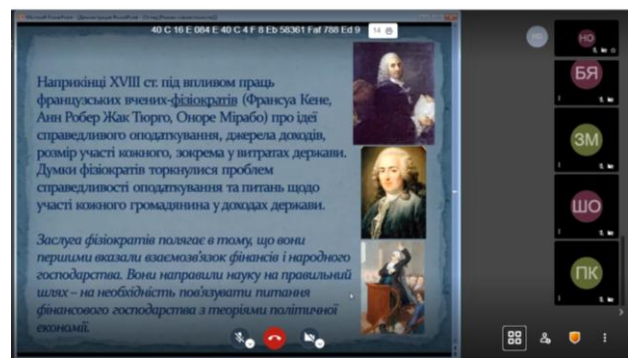 40 C 16 E 084 E 40 C 4 F 8 Eb 58361 Faf 788 Ed 9
14
Наприкінці XVIII ст. під впливом праць
французських вчених-фізіократів (Франсуа Кене,
Анн Робер Жак Тюрго, Оноре Мірабо) про ідеї
справедливого оподаткування, джерела доходів,
розмір участі кожного, зокрема у витратах держави.
Думки фізіократів торкнулися проблем
справедливості оподаткування та питань щодо
участі кожного громадянина у доходах держави.
Заслуга фізіократів полягає в тому, що вони
першими вказали взаємозв'язок фінансів і народного
господарства. Вони направили науку на правильний
шлях – на необхідність пов'язувати питання
фінансового господарства з теоріями політичної
економії.
НО
НО
БЯ
ЗМ
ШО
ПК